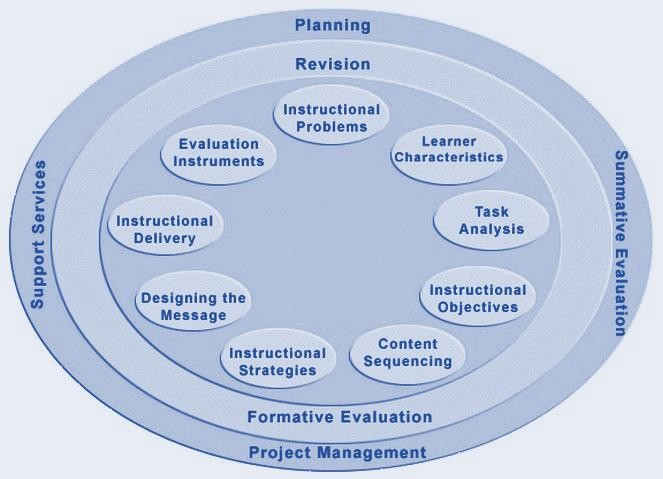 Planning
Revision
Instructional
Problems
Learner
Characteristics
Task
Analysis
Instructional
Objectives
Content
Sequencing
Instructional
Strategies
Designing the
Message
Instructional
Delivery
Evaluation
Instruments
Support Services
Summative Evaluation
Formative Evaluation
Project Management